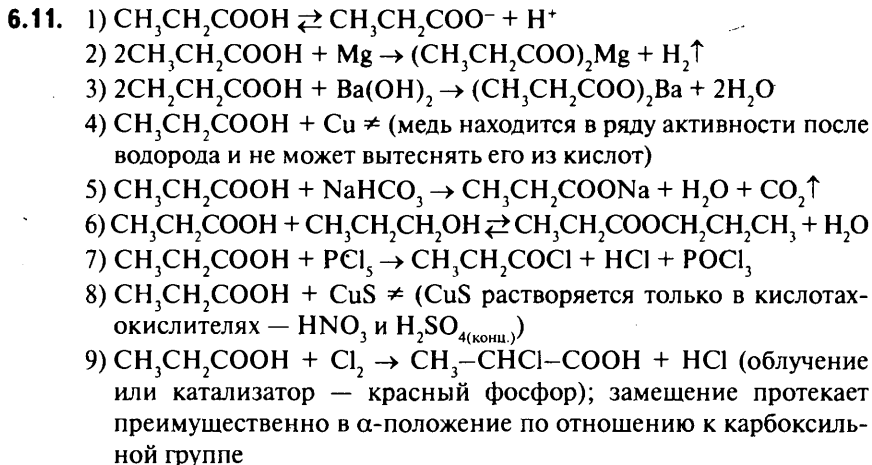 6.11. 1) CH₃CH₂COOH ⇄ CH₃CH₂COO⁻ + H⁺
2) 2CH₃CH₂COOH + Mg → (CH₃CH₂COO)₂Mg + H₂↑
3) 2CH₂CH₂COOH + Ba(OH)₂ → (CH₃CH₂COO)₂Ba + 2H₂O
4) CH₃CH₂COOH + Cu ≠ (медь находится в ряду активности после
водорода и не может вытеснять его из кислот)
5) CH₃CH₂COOH + NaHCO₃ → CH₃CH₂COONa + H₂O + CO₂↑
6) CH₃CH₂COOH + CH₃CH₂CH₂OH ⇄ CH₃CH₂COOCH₂CH₂CH₃ + H₂O
7) CH₃CH₂COOH + PCl₅ → CH₃CH₂COCl + HCl + POCl₃
8) CH₃CH₂COOH + CuS ≠ (CuS растворяется только в кислотах-
окислителях — HNO₃ и H₂SO₄₍конц.₎)
9) CH₃CH₂COOH + Cl₂ → CH₃–CHCl–COOH + HCl (облучение
или катализатор — красный фосфор); замещение протекает
преимущественно в α-положение по отношению к карбоксиль-
ной группе